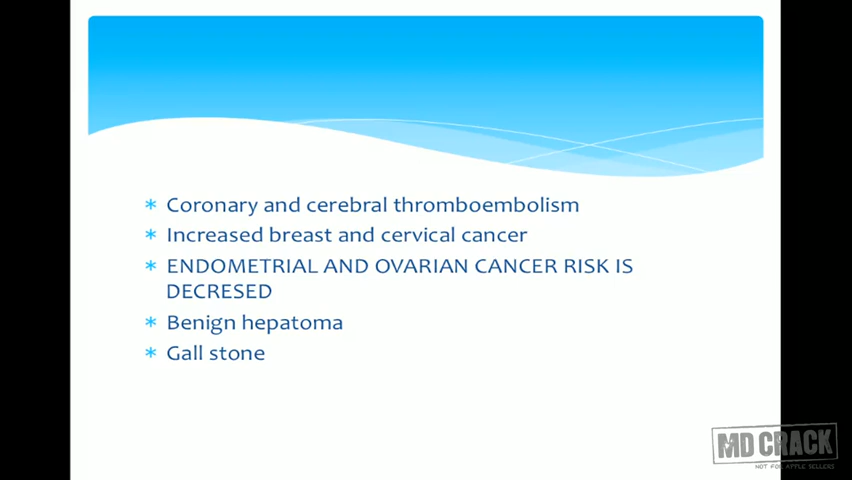 * Coronary and cerebral thromboembolism
* Increased breast and cervical cancer
* ENDOMETRIAL AND OVARIAN CANCER RISK IS
DECRESED
* Benign hepatoma
* Gall stone
MD CRACK
NOT FOR APPLE SELLERS